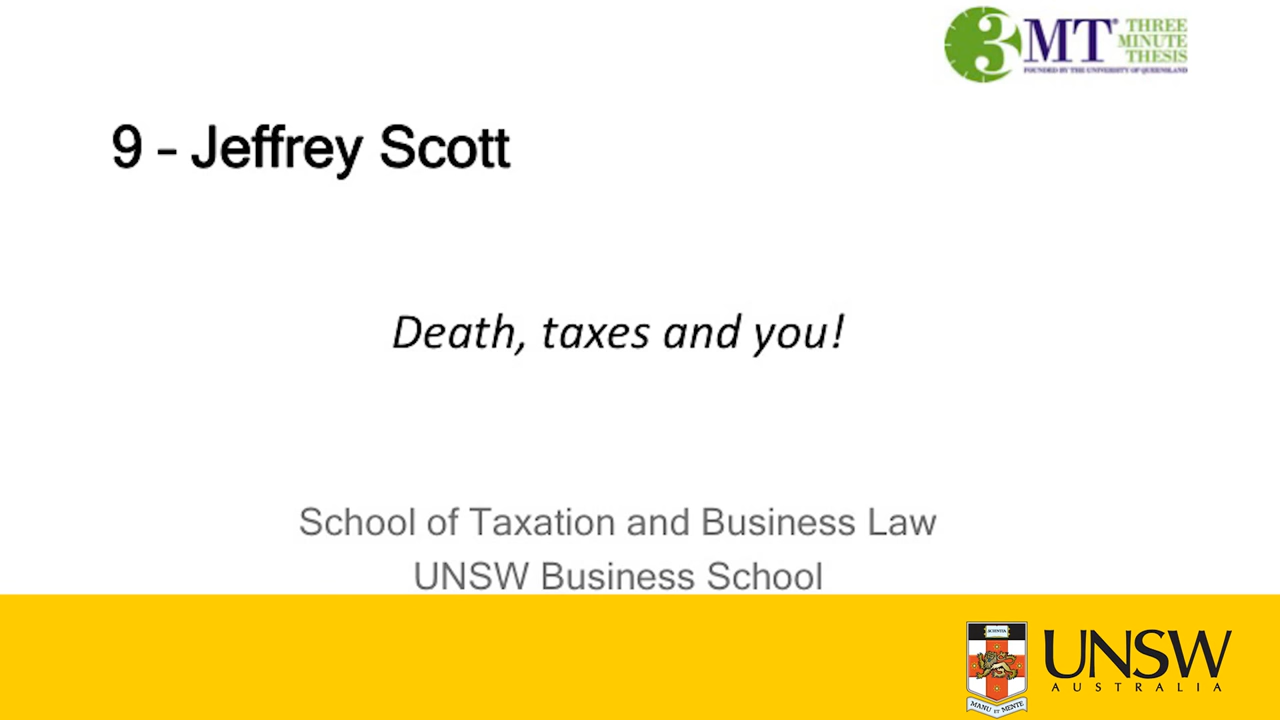 3MT® THREE
MINUTE
THESIS
FOUNDED BY THE UNIVERSITY OF QUEENSLAND
9 - Jeffrey Scott
Death, taxes and you!
School of Taxation and Business Law
UNSW Business School
SCIENTIA
MANU ET MENTE
UNSW
AUSTRALIA